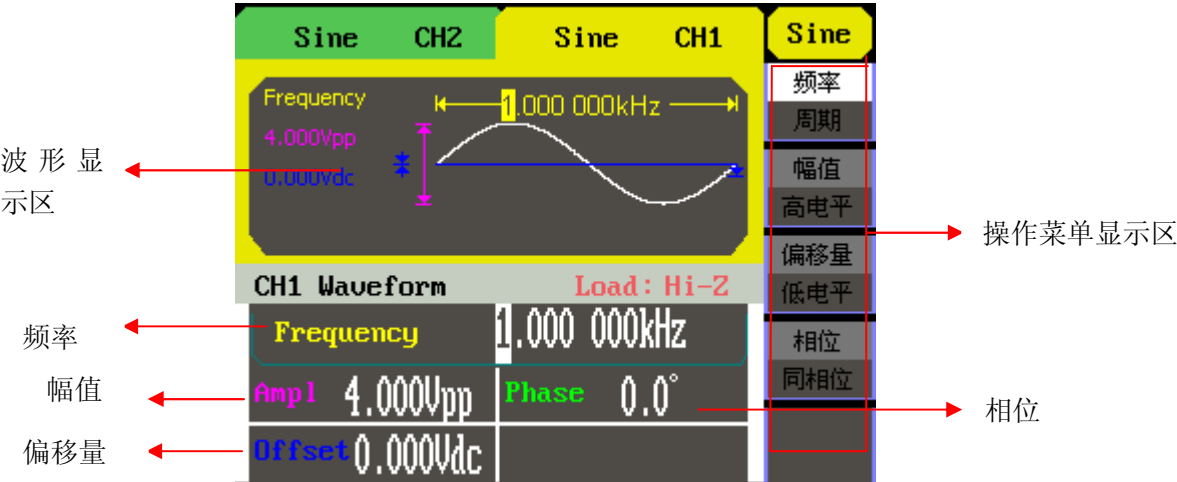 Sine CH2
Sine CH1
Sine
Frequency
1.000 000kHz
4.000Vpp
0.000Vdc
CH1 Waveform
Load: Hi-Z
Frequency
1.000 000kHz
Ampl 4.000Vpp
Phase 0.0°
Offset 0.000Vdc
频率
周期
幅值
高电平
偏移量
低电平
相位
同相位
波形显
示区
频率
幅值
偏移量
操作菜单显示区
相位